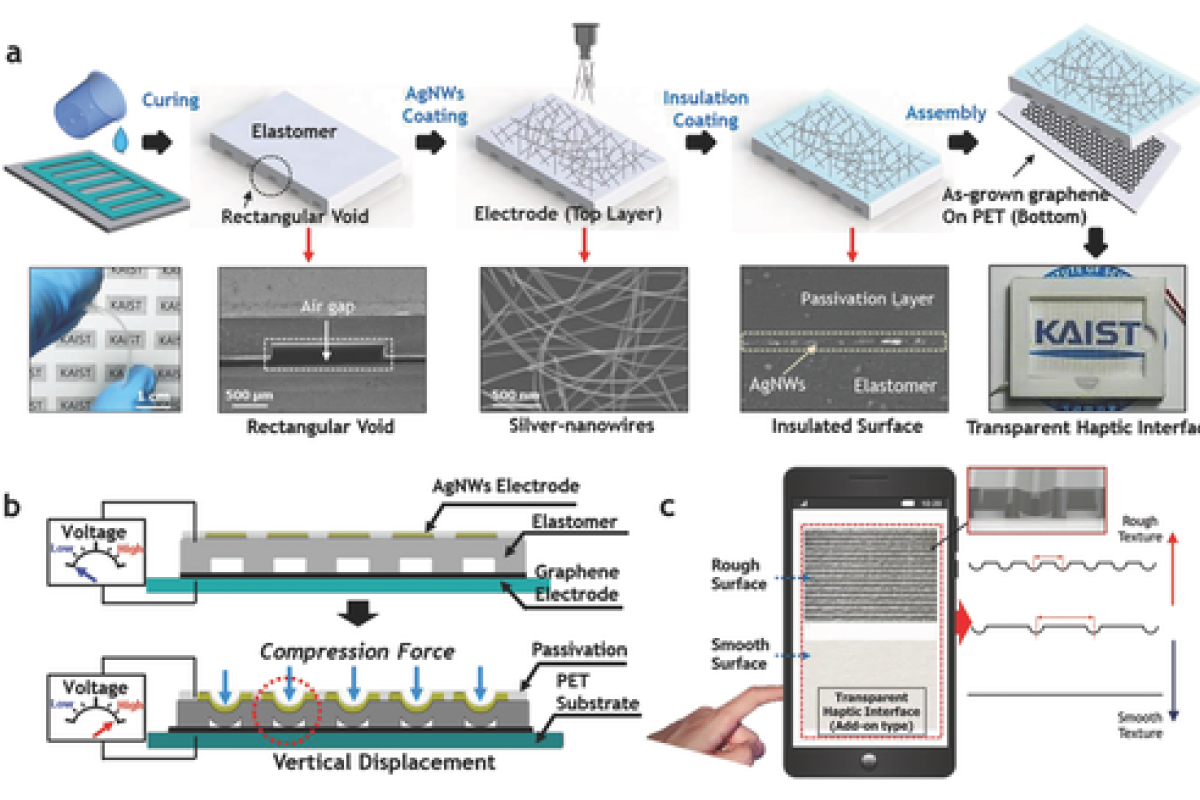 a
Curing
AgNWs
Coating
Insulation
Coating
Assembly
Elastomer
Rectangular Void
Electrode (Top Layer)
As-grown graphene
On PET (Bottom)
KAIST
KAIST
KAIST
KAIST
KAIST
KAIST
1 cm
Air gap
500 μm
Rectangular Void
500 nm
Silver-nanowires
Passivation Layer
AgNWs
Elastomer
Insulated Surface
KAIST
Transparent Haptic Interfac
b
Voltage
Low
High
AgNWs Electrode
Elastomer
Graphene
Electrode
Compression Force
Voltage
Low
High
Passivation
PET
Substrate
Vertical Displacement
c
Rough
Surface
Smooth
Surface
Transparent
Haptic Interface
(Add-on type)
Rough
Texture
Smooth
Texture